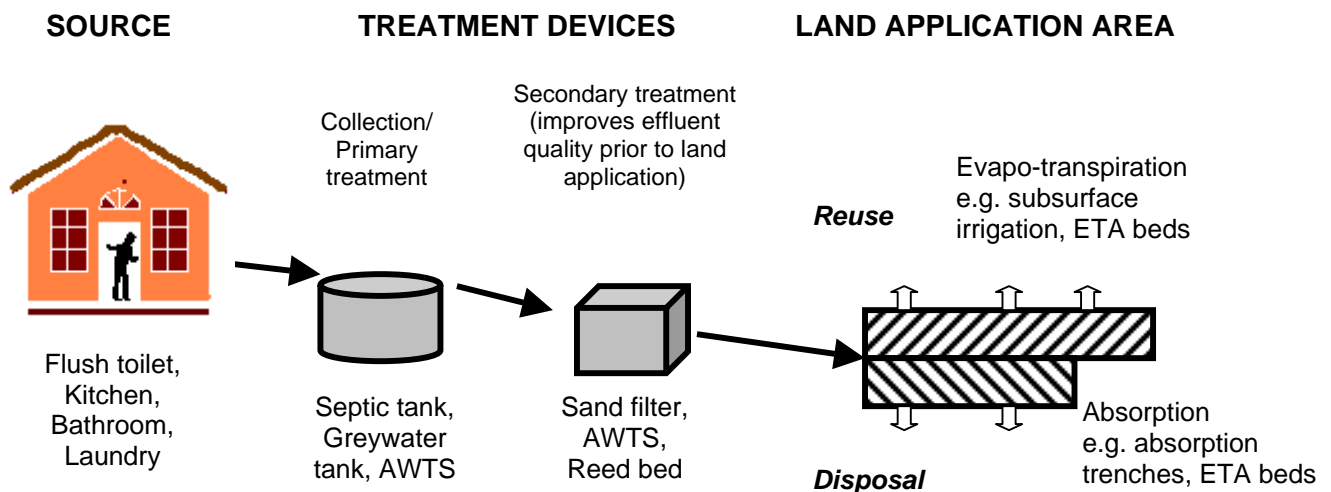 SOURCE
TREATMENT DEVICES
LAND APPLICATION AREA
Collection/
Primary
treatment
Secondary treatment
(improves effluent
quality prior to land
application)
Reuse
Evapo-transpiration
e.g. subsurface
irrigation, ETA beds
Flush toilet,
Kitchen,
Bathroom,
Laundry
Septic tank,
Greywater
tank, AWTS
Sand filter,
AWTS,
Reed bed
Disposal
Absorption
e.g. absorption
trenches, ETA beds